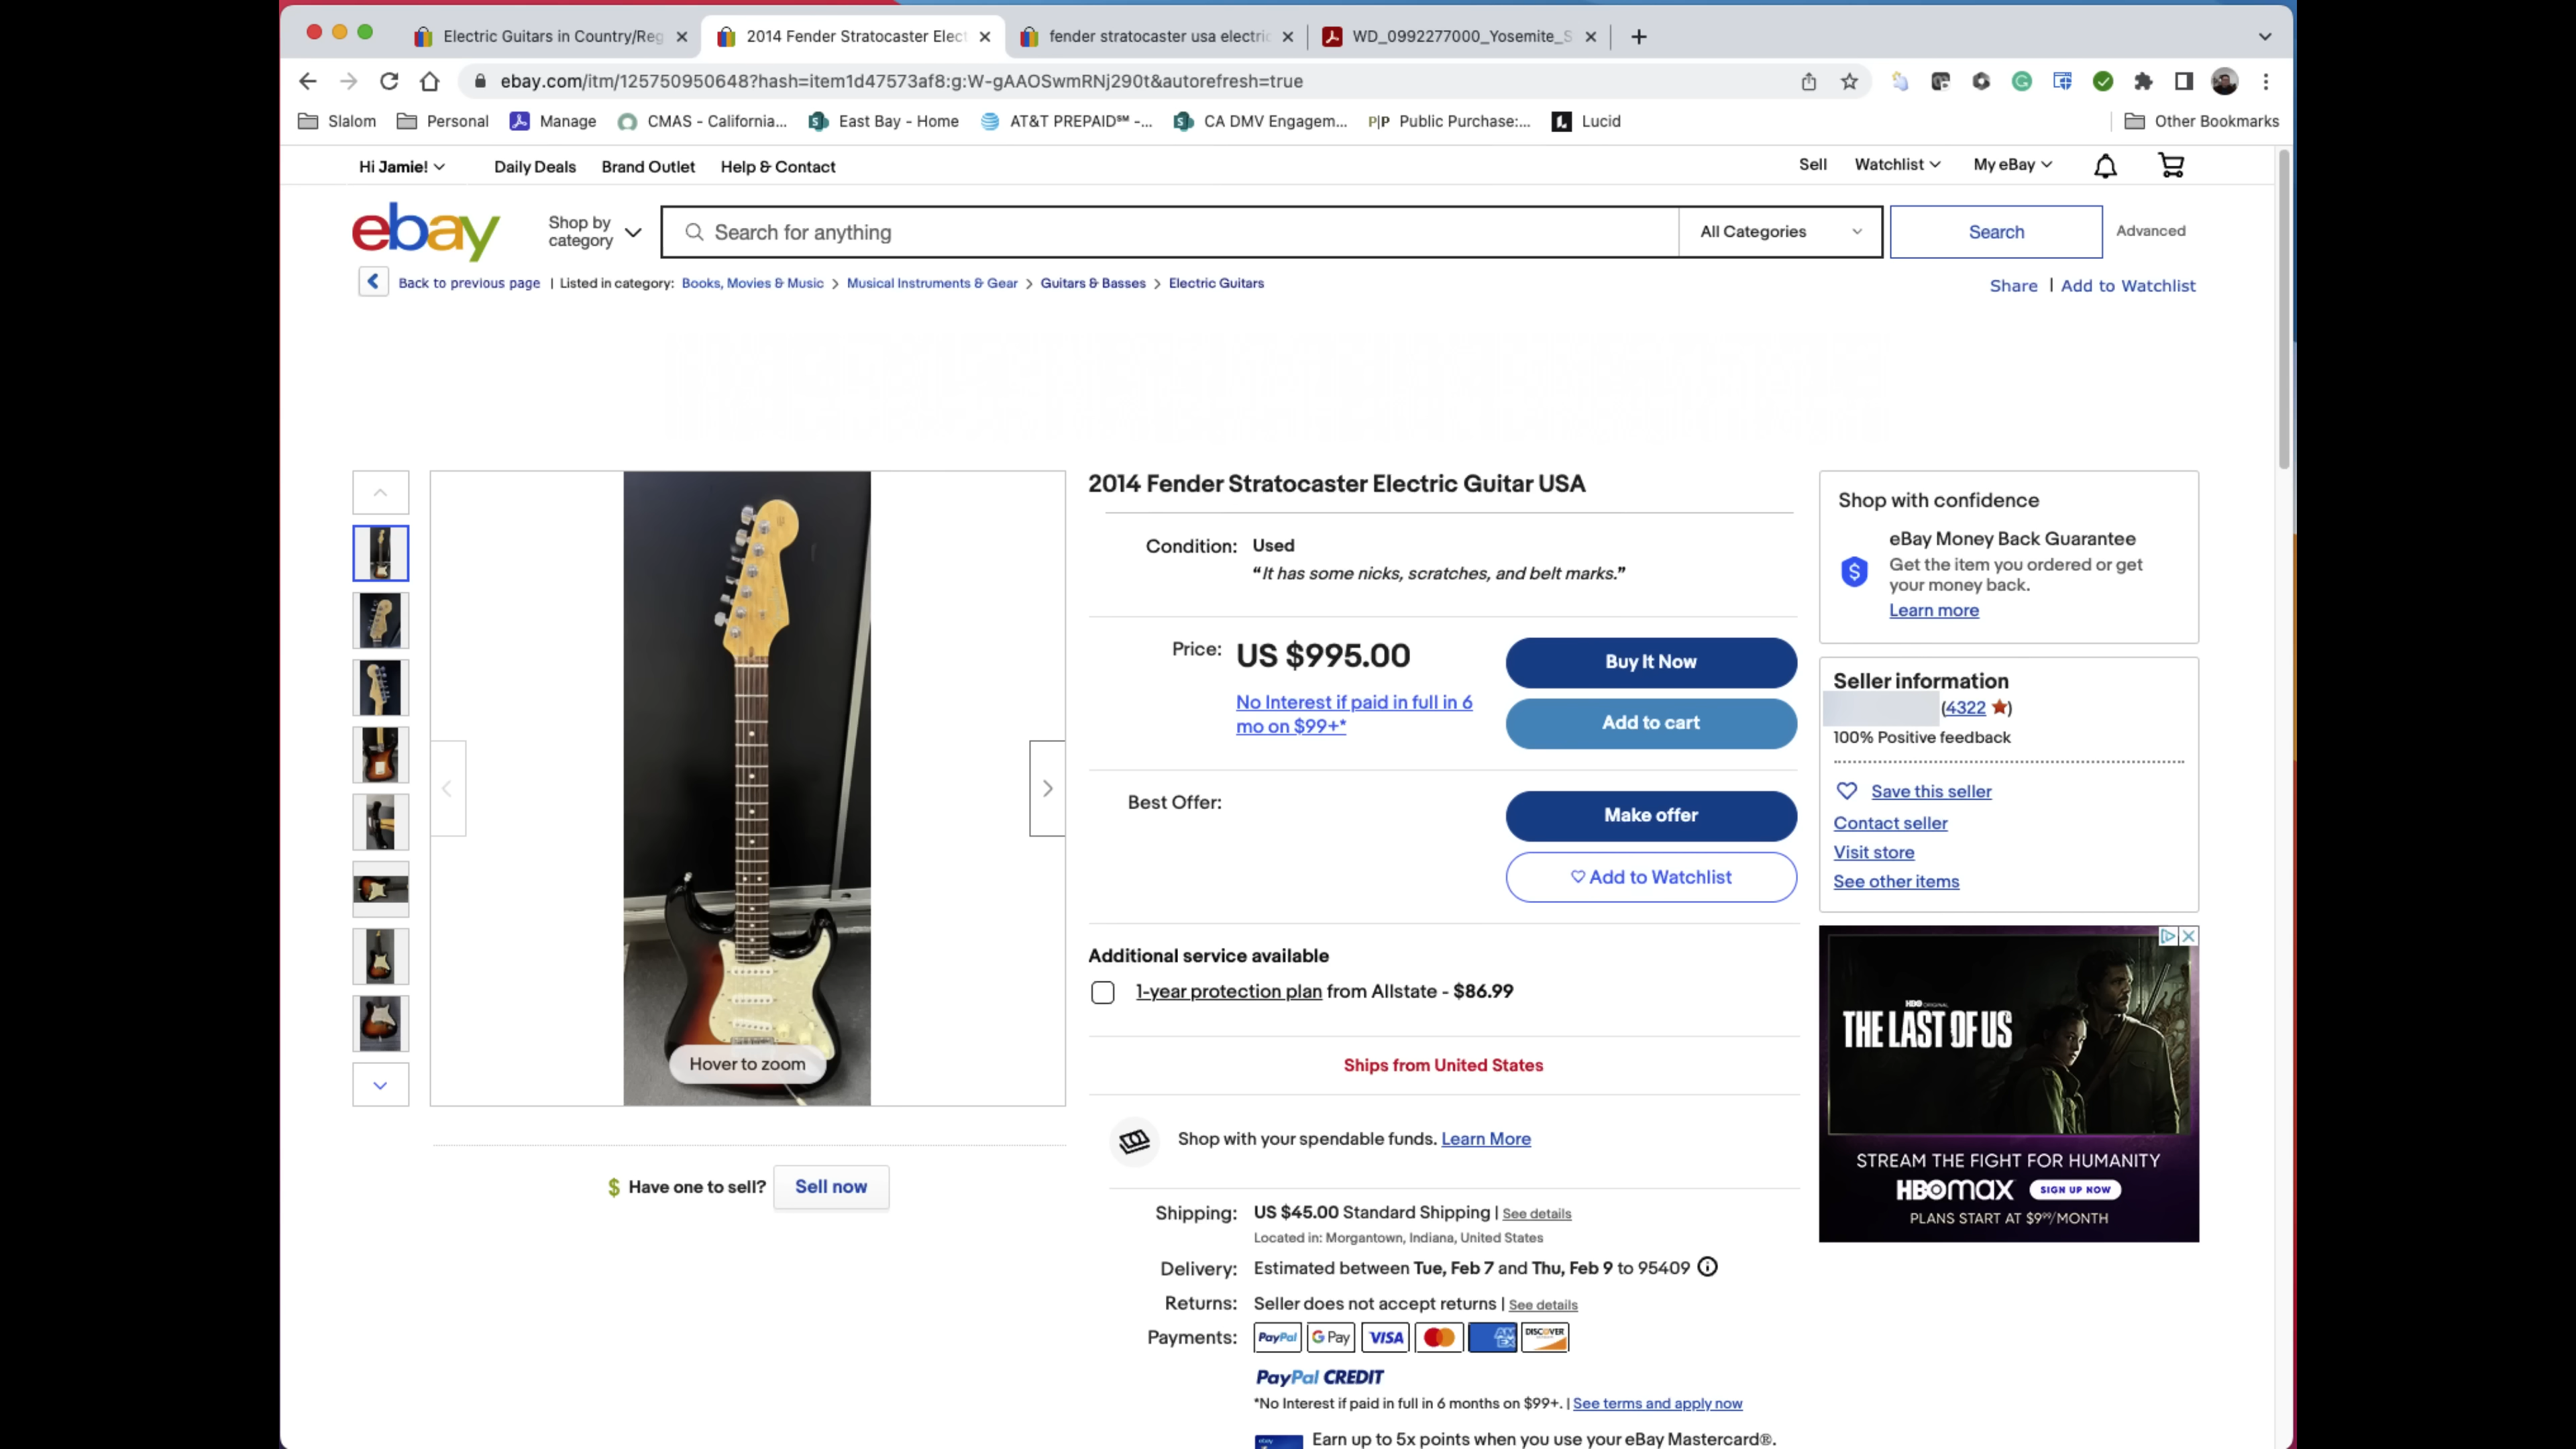 Electric Guitars in Country/Reg
2014 Fender Stratocaster Elect
fender stratocaster usa electric
WD_0992277000_Yosemite_S
ebay.com/itm/125750950648?hash=item1d47573af8:g:W-gAAOSwmRNj290t&autorefresh=true
Slalom
Personal
Manage
CMAS - California...
East Bay - Home
AT&T PREPAID℠ -...
CA DMV Engagem...
P|P Public Purchase:...
Lucid
Other Bookmarks
Hi Jamie!
Daily Deals
Brand Outlet
Help & Contact
Sell
Watchlist
My eBay
ebay
Shop by
category
Search for anything
All Categories
Search
Advanced
Back to previous page | Listed in category: Books, Movies & Music > Musical Instruments & Gear > Guitars & Basses > Electric Guitars
Share | Add to Watchlist
2014 Fender Stratocaster Electric Guitar USA
Condition: Used
“It has some nicks, scratches, and belt marks.”
Price: US $995.00
No Interest if paid in full in 6
mo on $99+*
Buy It Now
Add to cart
Best Offer:
Make offer
Add to Watchlist
Hover to zoom
Have one to sell? Sell now
Additional service available
1-year protection plan from Allstate - $86.99
Ships from United States
Shop with your spendable funds. Learn More
Shipping: US $45.00 Standard Shipping | See details
Located in: Morgantown, Indiana, United States
Delivery: Estimated between Tue, Feb 7 and Thu, Feb 9 to 95409
Returns: Seller does not accept returns | See details
Payments: PayPal G Pay VISA AM EX DISCOVER
PayPal CREDIT
*No Interest if paid in full in 6 months on $99+. | See terms and apply now
ebay
Earn up to 5x points when you use your eBay Mastercard®.
Shop with confidence
eBay Money Back Guarantee
Get the item you ordered or get
your money back.
Learn more
Seller information
(4322 ★)
100% Positive feedback
Save this seller
Contact seller
Visit store
See other items
HBO ORIGINAL
THE LAST OF US
STREAM THE FIGHT FOR HUMANITY
HBOmax SIGN UP NOW
PLANS START AT $9⁹⁹/MONTH